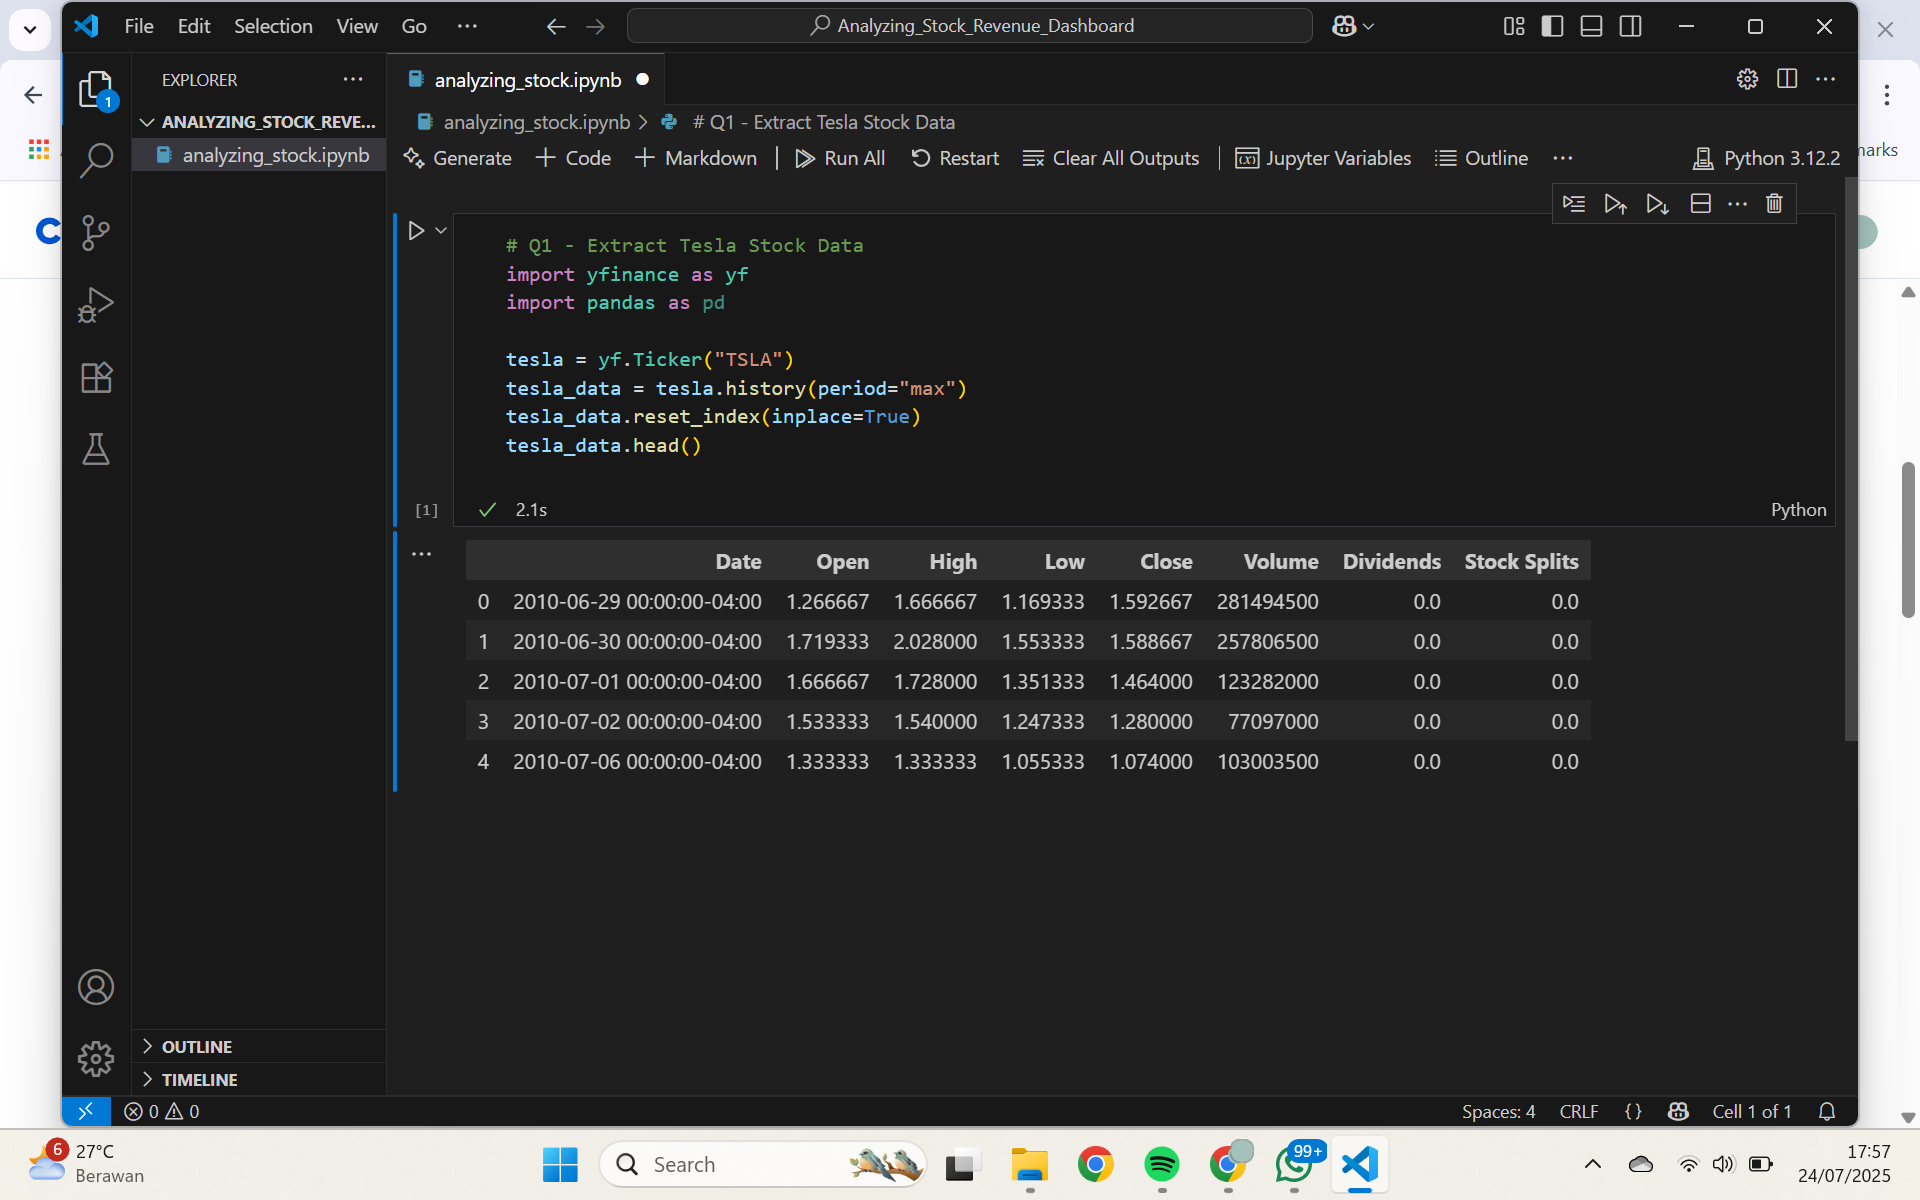 File Edit Selection View Go ··· Analyzing_Stock_Revenue_Dashboard
EXPLORER ···
ANALYZING_STOCK_REVE...
analyzing_stock.ipynb
1
analyzing_stock.ipynb
analyzing_stock.ipynb > # Q1 - Extract Tesla Stock Data
Generate + Code + Markdown | Run All Restart Clear All Outputs | Jupyter Variables Outline ··· Python 3.12.2
arks
# Q1 - Extract Tesla Stock Data
import yfinance as yf
import pandas as pd
tesla = yf.Ticker("TSLA")
tesla_data = tesla.history(period="max")
tesla_data.reset_index(inplace=True)
tesla_data.head()
[1] 2.1s Python
Date Open High Low Close Volume Dividends Stock Splits
0 2010-06-29 00:00:00-04:00 1.266667 1.666667 1.169333 1.592667 281494500 0.0 0.0
1 2010-06-30 00:00:00-04:00 1.719333 2.028000 1.553333 1.588667 257806500 0.0 0.0
2 2010-07-01 00:00:00-04:00 1.666667 1.728000 1.351333 1.464000 123282000 0.0 0.0
3 2010-07-02 00:00:00-04:00 1.533333 1.540000 1.247333 1.280000 77097000 0.0 0.0
4 2010-07-06 00:00:00-04:00 1.333333 1.333333 1.055333 1.074000 103003500 0.0 0.0
OUTLINE
TIMELINE
0 0 Spaces: 4 CRLF {} Cell 1 of 1
6
27°C
Berawan
Search
99+
17:57
24/07/2025